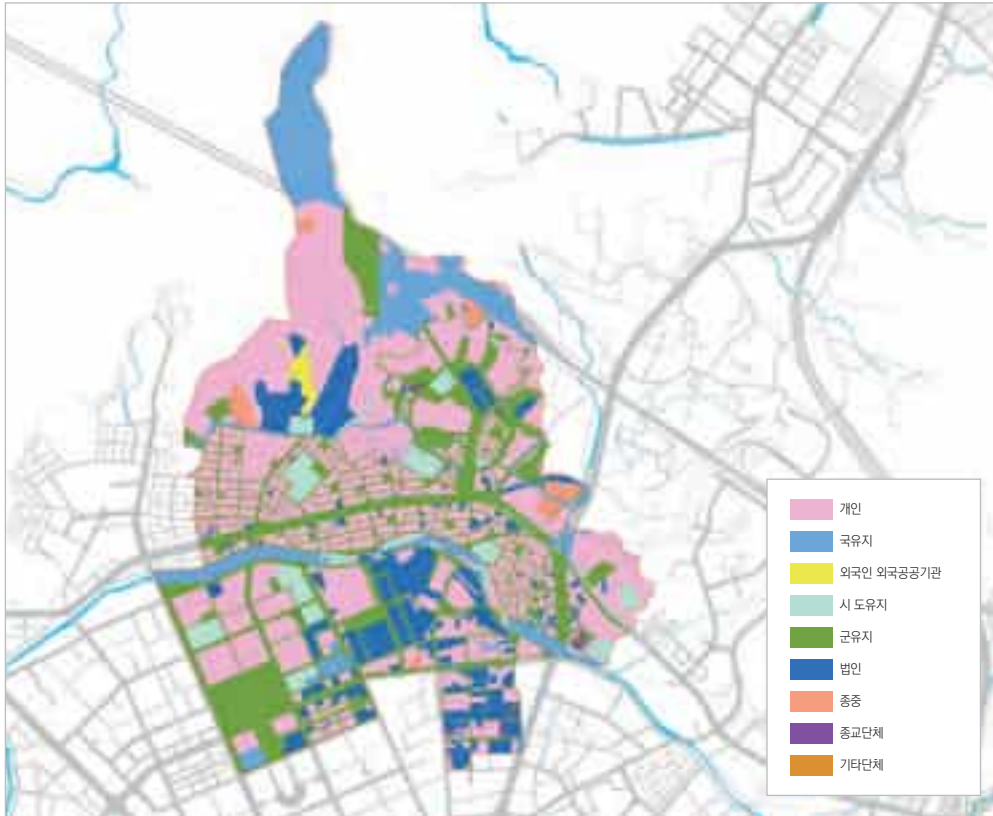 개인
국유지
외국인 외국공공기관
시 도유지
군유지
법인
종중
종교단체
기타단체